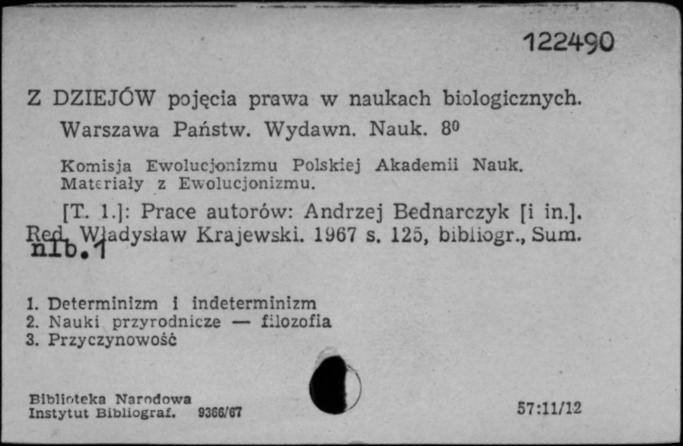 122490
Z DZIEJÓW pojęcia prawa w naukach biologicznych.
Warszawa Państw. Wydawn. Nauk. 8⁰
Komisja Ewolucjonizmu Polskiej Akademii Nauk.
Materiały z Ewolucjonizmu.
[T. 1.]: Prace autorów: Andrzej Bednarczyk [i in.].
Red. Władysław Krajewski. 1967 s. 125, bibliogr., Sum.
nlb.1
1. Determinizm i indeterminizm
2. Nauki przyrodnicze — filozofia
3. Przyczynowość
Biblioteka Narodowa
Instytut Bibliograf. 9366/67
57:11/12